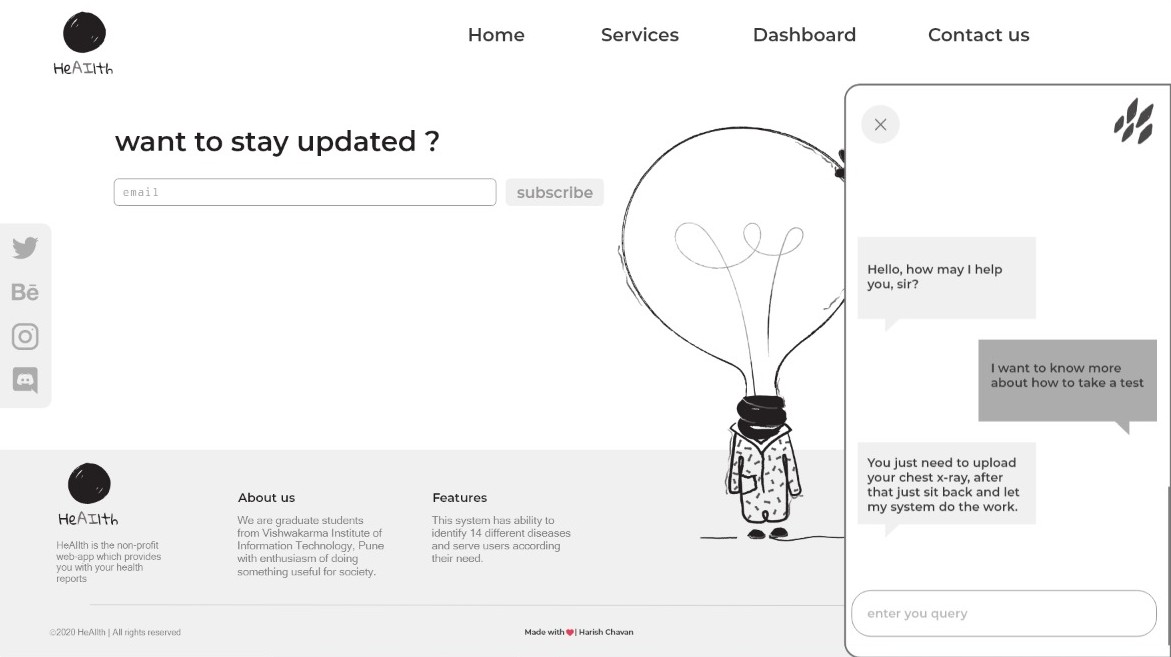 HeAIlth
Home
Services
Dashboard
Contact us
want to stay updated ?
email
subscribe
Bē
Hello, how may I help
you, sir?
I want to know more
about how to take a test
You just need to upload
your chest x-ray, after
that just sit back and let
my system do the work.
enter you query
HeAIlth
HeAIlth is the non-profit
web-app which provides
you with your health
reports
About us
We are graduate students
from Vishwakarma Institute of
Information Technology, Pune
with enthusiasm of doing
something useful for society.
Features
This system has ability to
identify 14 different diseases
and serve users according
their need.
©2020 HeAIlth | All rights reserved
Made with ❤| Harish Chavan